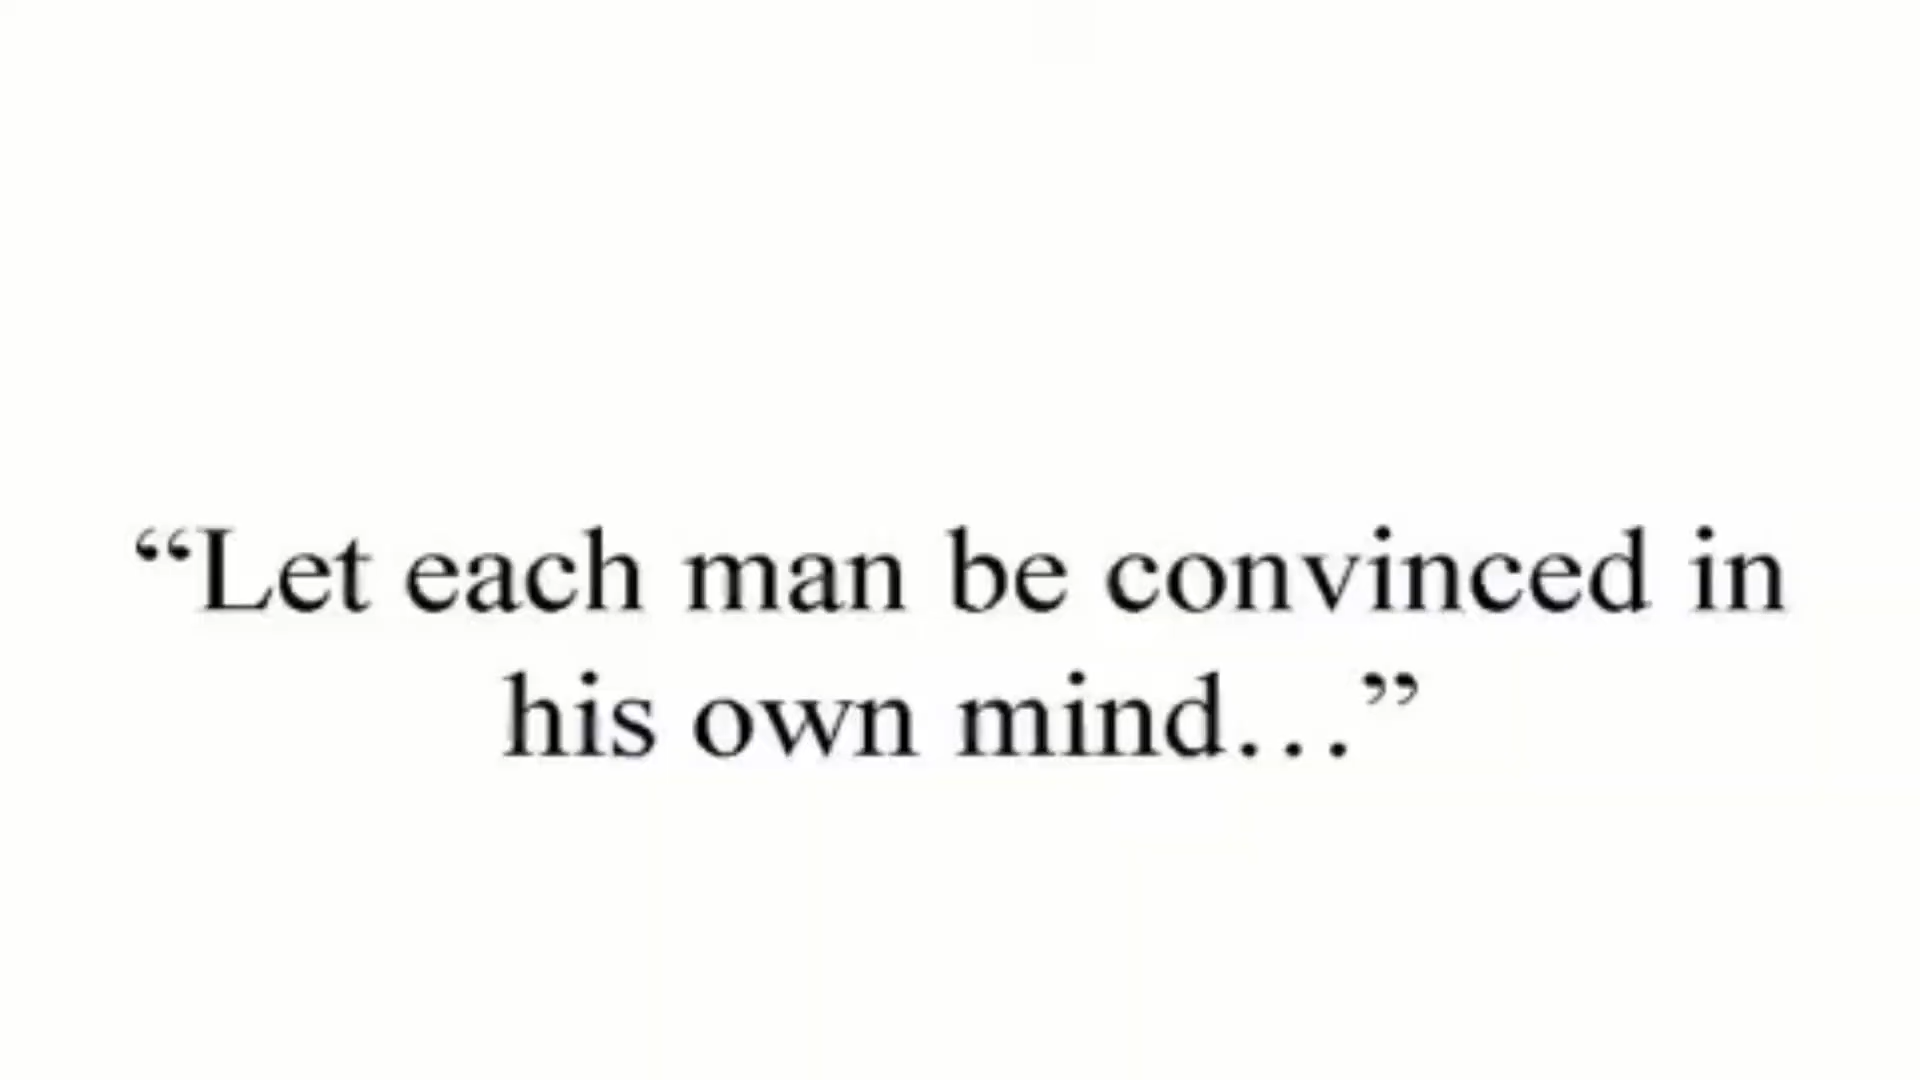 “Let each man be convinced in
his own mind…”